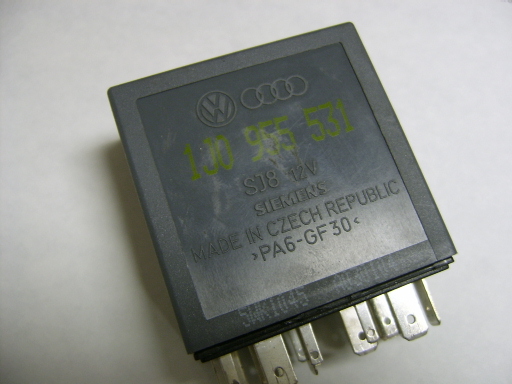 1J0 955 531
SJ8 12V
SIEMENS
MADE IN CZECH REPUBLIC
>PA6-GF30<